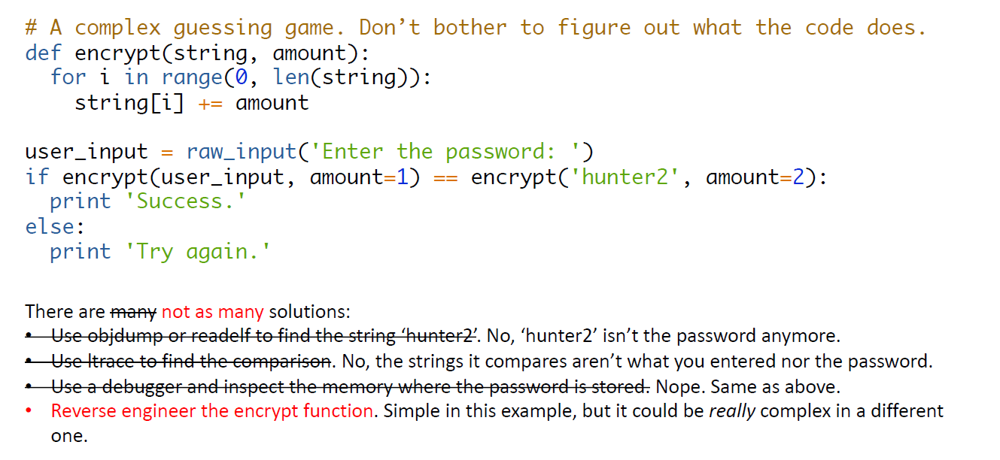 # A complex guessing game. Don’t bother to figure out what the code does.
def encrypt(string, amount):
  for i in range(0, len(string)):
    string[i] += amount

user_input = raw_input('Enter the password: ')
if encrypt(user_input, amount=1) == encrypt('hunter2', amount=2):
  print 'Success.'
else:
  print 'Try again.'

There are many not as many solutions:
• Use objdump or readelf to find the string ‘hunter2’. No, ‘hunter2’ isn’t the password anymore.
• Use ltrace to find the comparison. No, the strings it compares aren’t what you entered nor the password.
• Use a debugger and inspect the memory where the password is stored. Nope. Same as above.
• Reverse engineer the encrypt function. Simple in this example, but it could be really complex in a different
one.